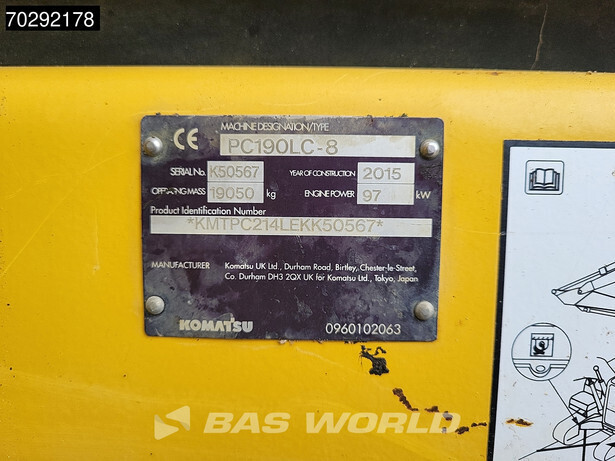 70292178
MACHINE DESIGNATION/TYPE
CE PC190LC-8
SERIAL No. K50567 YEAR OF CONSTRUCTION 2015
OPERATING MASS 19050 kg ENGINE POWER 97 kW
Product Identification Number
*KMTPC214LEKK50567*
MANUFACTURER Komatsu UK Ltd., Durham Road, Birtley, Chester-le-Street,
Co. Durham DH3 2QX UK for Komatsu Ltd., Tokyo, Japan
KOMATSU 0960102063
BAS WORLD